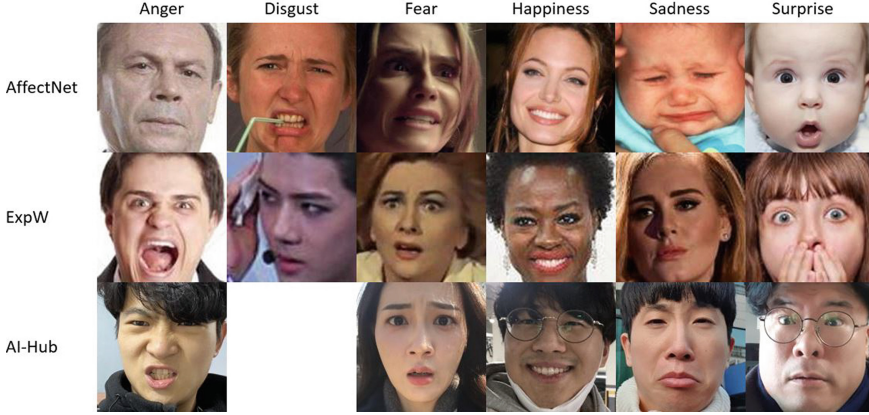 Anger Disgust Fear Happiness Sadness Surprise
AffectNet
ExpW
AI-Hub